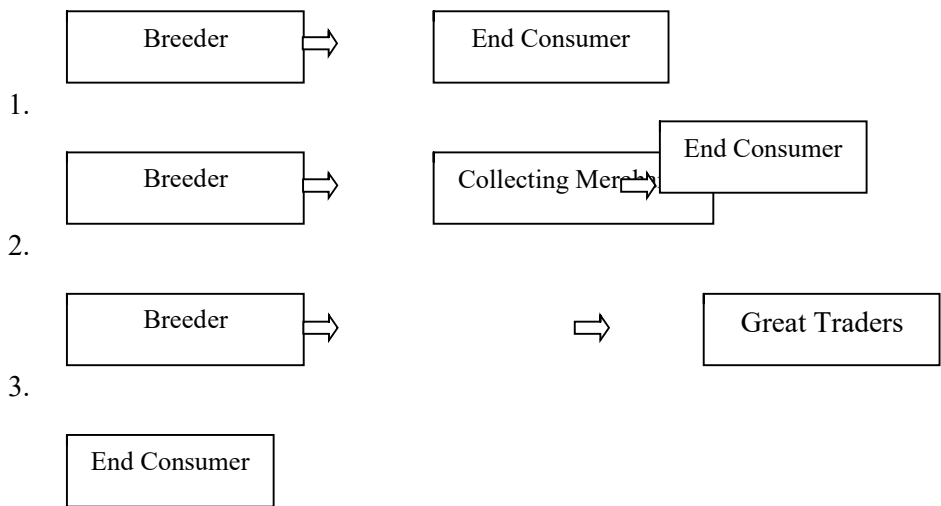 Breeder End Consumer
1.
End Consumer
Breeder Collecting
2.
Breeder Great Traders
3.
End Consumer